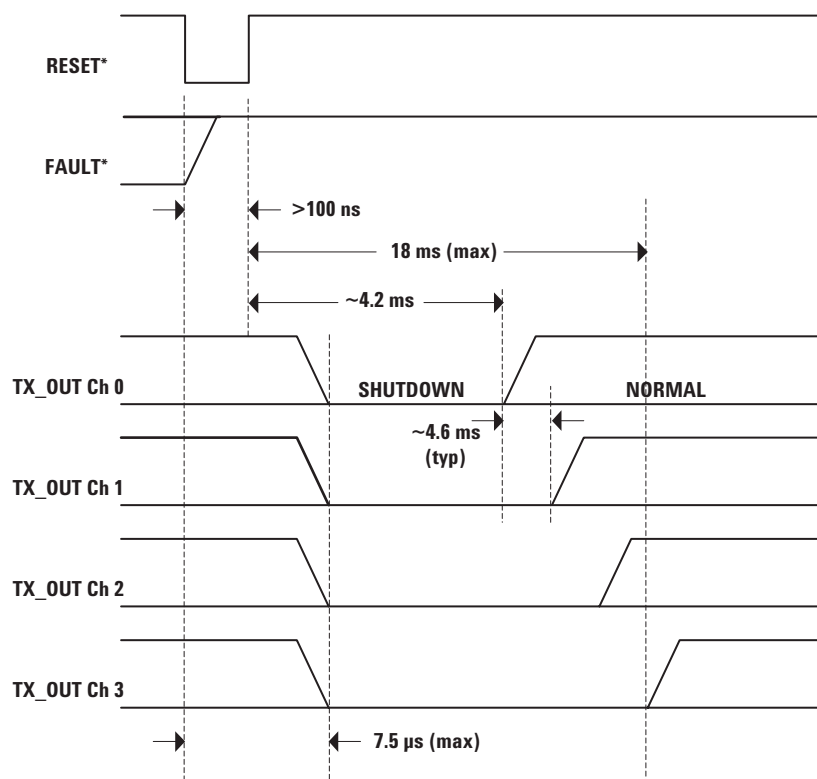 RESET*
FAULT*
>100 ns
18 ms (max)
~4.2 ms
TX_OUT Ch 0
SHUTDOWN
NORMAL
~4.6 ms
(typ)
TX_OUT Ch 1
TX_OUT Ch 2
TX_OUT Ch 3
7.5 µs (max)